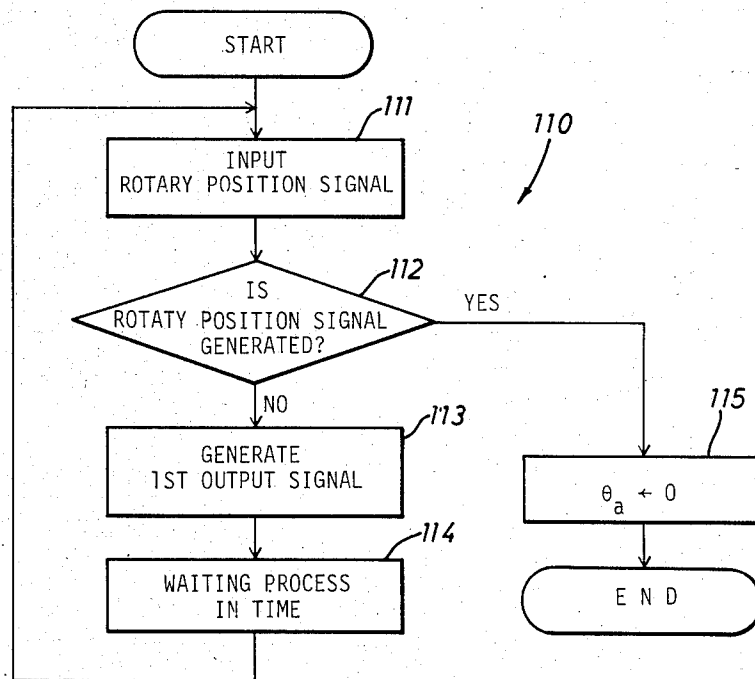 START
111
INPUT
ROTARY POSITION SIGNAL
110
112
IS
ROTATY POSITION SIGNAL
GENERATED?
YES
NO
113
GENERATE
1ST OUTPUT SIGNAL
115
θa ← 0
114
WAITING PROCESS
IN TIME
E N D